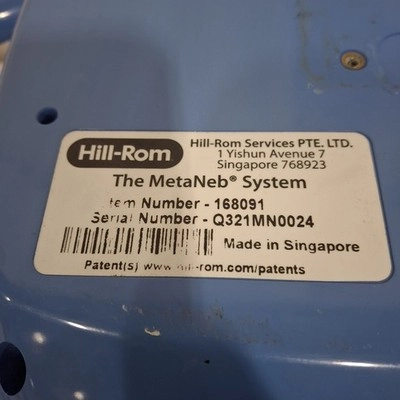 Hill-Rom
Hill-Rom Services PTE. LTD.
1 Yishun Avenue 7
Singapore 768923
The MetaNeb® System
Item Number - 168091
Serial Number - Q321MN0024
Made in Singapore
Patent(s) www.hill-rom.com/patents